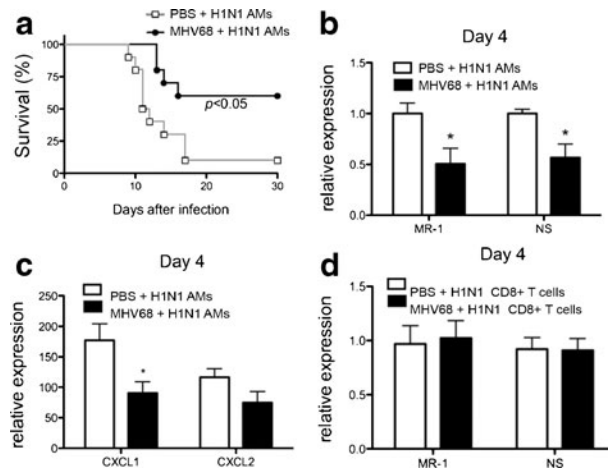 a
PBS + H1N1 AMs
MHV68 + H1N1 AMs
Survival (%)
100
75
50
25
0
p<0.05
0 10 20 30
Days after infection
b
Day 4
PBS + H1N1 AMs
MHV68 + H1N1 AMs
relative expression
1.5
1.0
0.5
0.0
* *
MR-1 NS
c
Day 4
PBS + H1N1 AMs
MHV68 + H1N1 AMs
relative expression
250
200
150
100
50
0
*
CXCL1 CXCL2
d
Day 4
PBS + H1N1 CD8+ T cells
MHV68 + H1N1 CD8+ T cells
relative expression
1.5
1.0
0.5
0.0
MR-1 NS